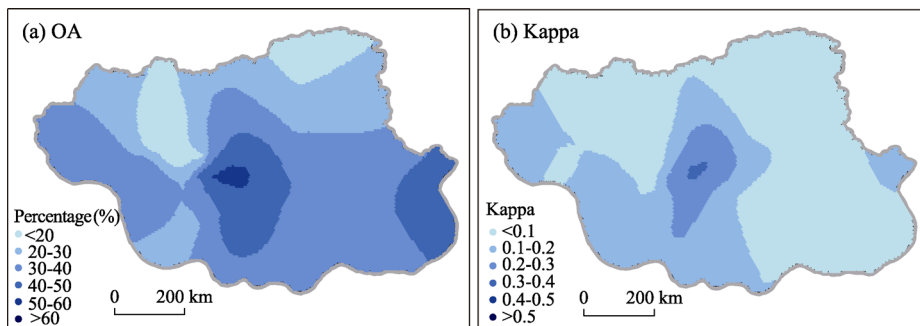 (a) OA
Percentage(%)
<20
20-30
30-40
40-50
50-60
>60
0 200 km
(b) Kappa
Kappa
<0.1
0.1-0.2
0.2-0.3
0.3-0.4
0.4-0.5
>0.5
0 200 km